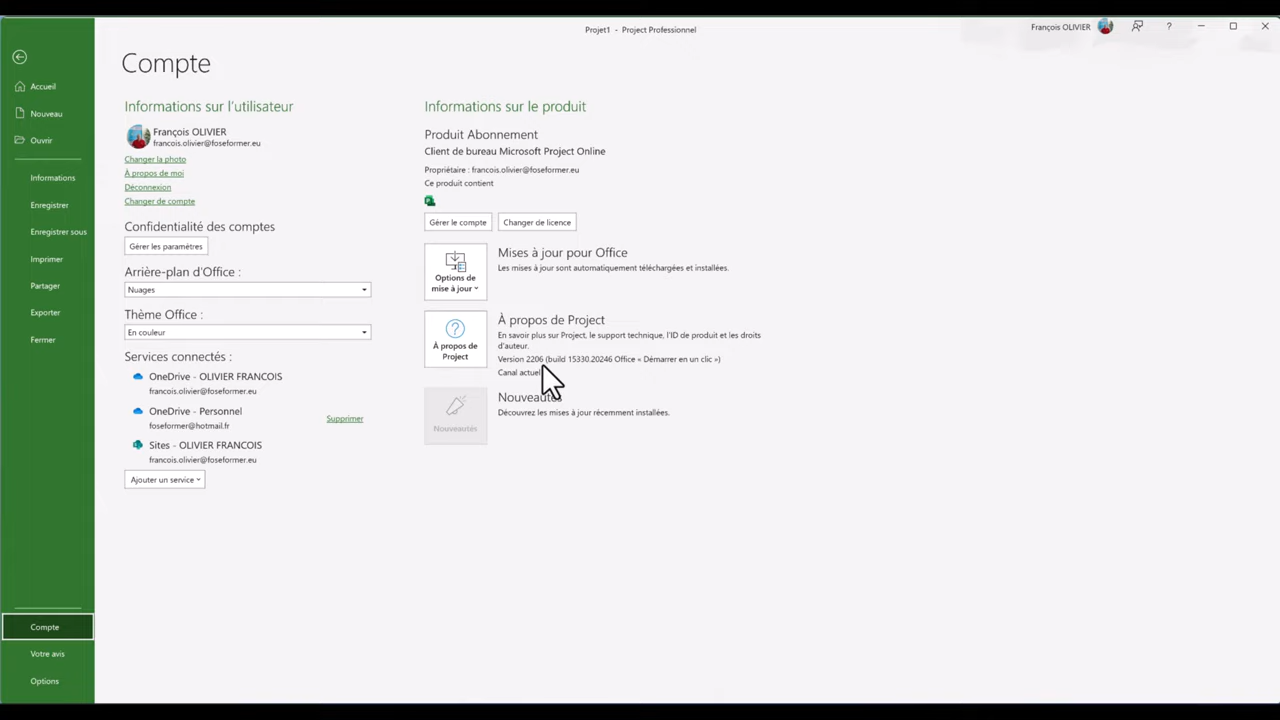 Projet1 - Project Professionnel
François OLIVIER
?
Compte
Accueil
Nouveau
Ouvrir
Informations
Enregistrer
Enregistrer sous
Imprimer
Partager
Exporter
Fermer
Compte
Votre avis
Options
Informations sur l'utilisateur
François OLIVIER
francois.olivier@foseformer.eu
Changer la photo
À propos de moi
Déconnexion
Changer de compte
Confidentialité des comptes
Gérer les paramètres
Arrière-plan d'Office :
Nuages
Thème Office :
En couleur
Services connectés :
OneDrive - OLIVIER FRANCOIS
francois.olivier@foseformer.eu
OneDrive - Personnel
foseformer@hotmail.fr
Supprimer
Sites - OLIVIER FRANCOIS
francois.olivier@foseformer.eu
Ajouter un service
Informations sur le produit
Produit Abonnement
Client de bureau Microsoft Project Online
Propriétaire : francois.olivier@foseformer.eu
Ce produit contient
Gérer le compte
Changer de licence
Options de
mise à jour
Mises à jour pour Office
Les mises à jour sont automatiquement téléchargées et installées.
À propos de
Project
À propos de Project
En savoir plus sur Project, le support technique, l'ID de produit et les droits
d'auteur.
Version 2206 (build 15330.20246 Office « Démarrer en un clic »)
Canal actuel
Nouveautés
Nouveautés
Découvrez les mises à jour récemment installées.